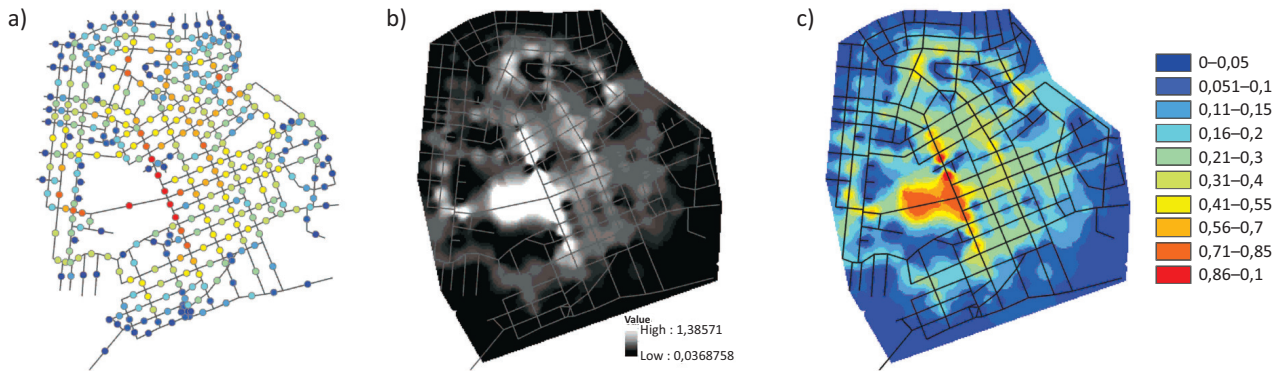 a)
b)
c)
Value
High : 1,38571
Low : 0,0368758
0–0,05
0,051–0,1
0,11–0,15
0,16–0,2
0,21–0,3
0,31–0,4
0,41–0,55
0,56–0,7
0,71–0,85
0,86–0,1